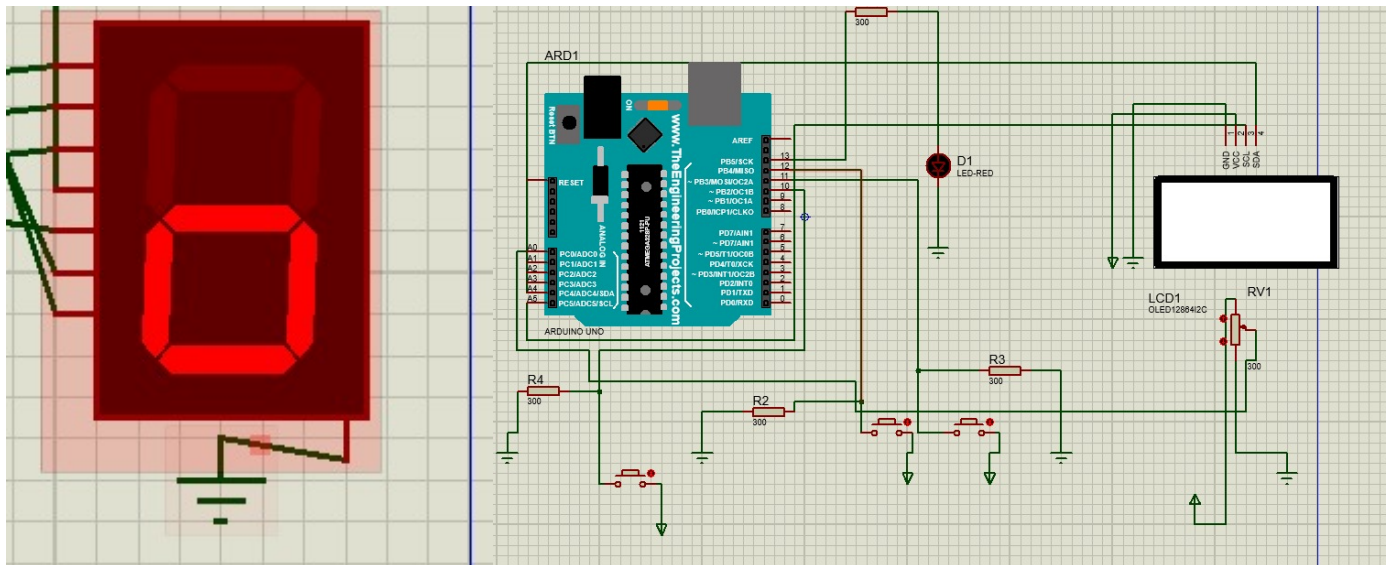 300
ARD1
ARDUINO UNO
Reset BTN
ON
www.TheEngineeringProjects.com
RESET
ANALOG IN
ATMEGA328P-PU
1121
AREF
PB5/SCK
PB4/MISO
~ PB3/MOSI/OC2A
~ PB2/OC1B
~ PB1/OC1A
PB0/ICP1/CLKO
PD7/AIN1
~ PD7/AIN1
~ PD5/T1/OC0B
PD4/T0/XCK
~ PD3/INT1/OC2B
PD2/INT0
PD1/TXD
PD0/RXD
13
12
11
10
9
8
7
6
5
4
3
2
1
0
A0
A1
A2
A3
A4
A5
PC0/ADC0
PC1/ADC1
PC2/ADC2
PC3/ADC3
PC4/ADC4/SDA
PC5/ADC5/SCL
D1
LED-RED
1
2
3
4
GND
VCC
SCL
SDA
LCD1
OLED12864I2C
RV1
300
R3
300
R4
300
R2
300